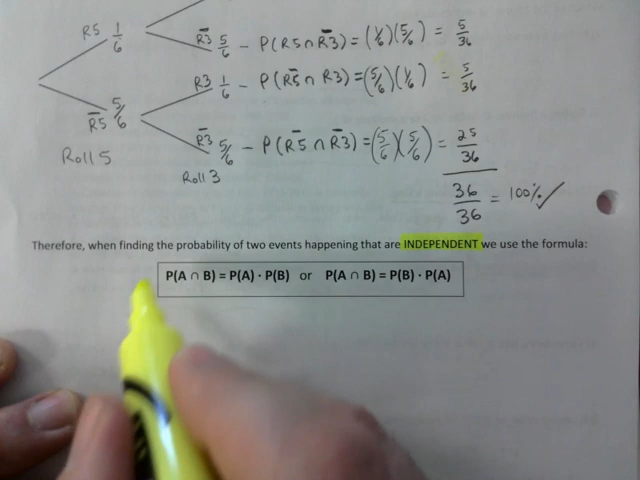 R5 1/6
R̅3̅ 5/6 - P(R5 ∩ R̅3̅) = (1/6)(5/6) = 5/36
R3 1/6 - P(R̅5̅ ∩ R3) = (5/6)(1/6) = 5/36
R̅5̅ 5/6
R̅3̅ 5/6 - P(R̅5̅ ∩ R̅3̅) = (5/6)(5/6) = 25/36
Roll 5
Roll 3
36/36 = 100% ✓
Therefore, when finding the probability of two events happening that are INDEPENDENT we use the formula:
P(A ∩ B) = P(A) · P(B) or P(A ∩ B) = P(B) · P(A)